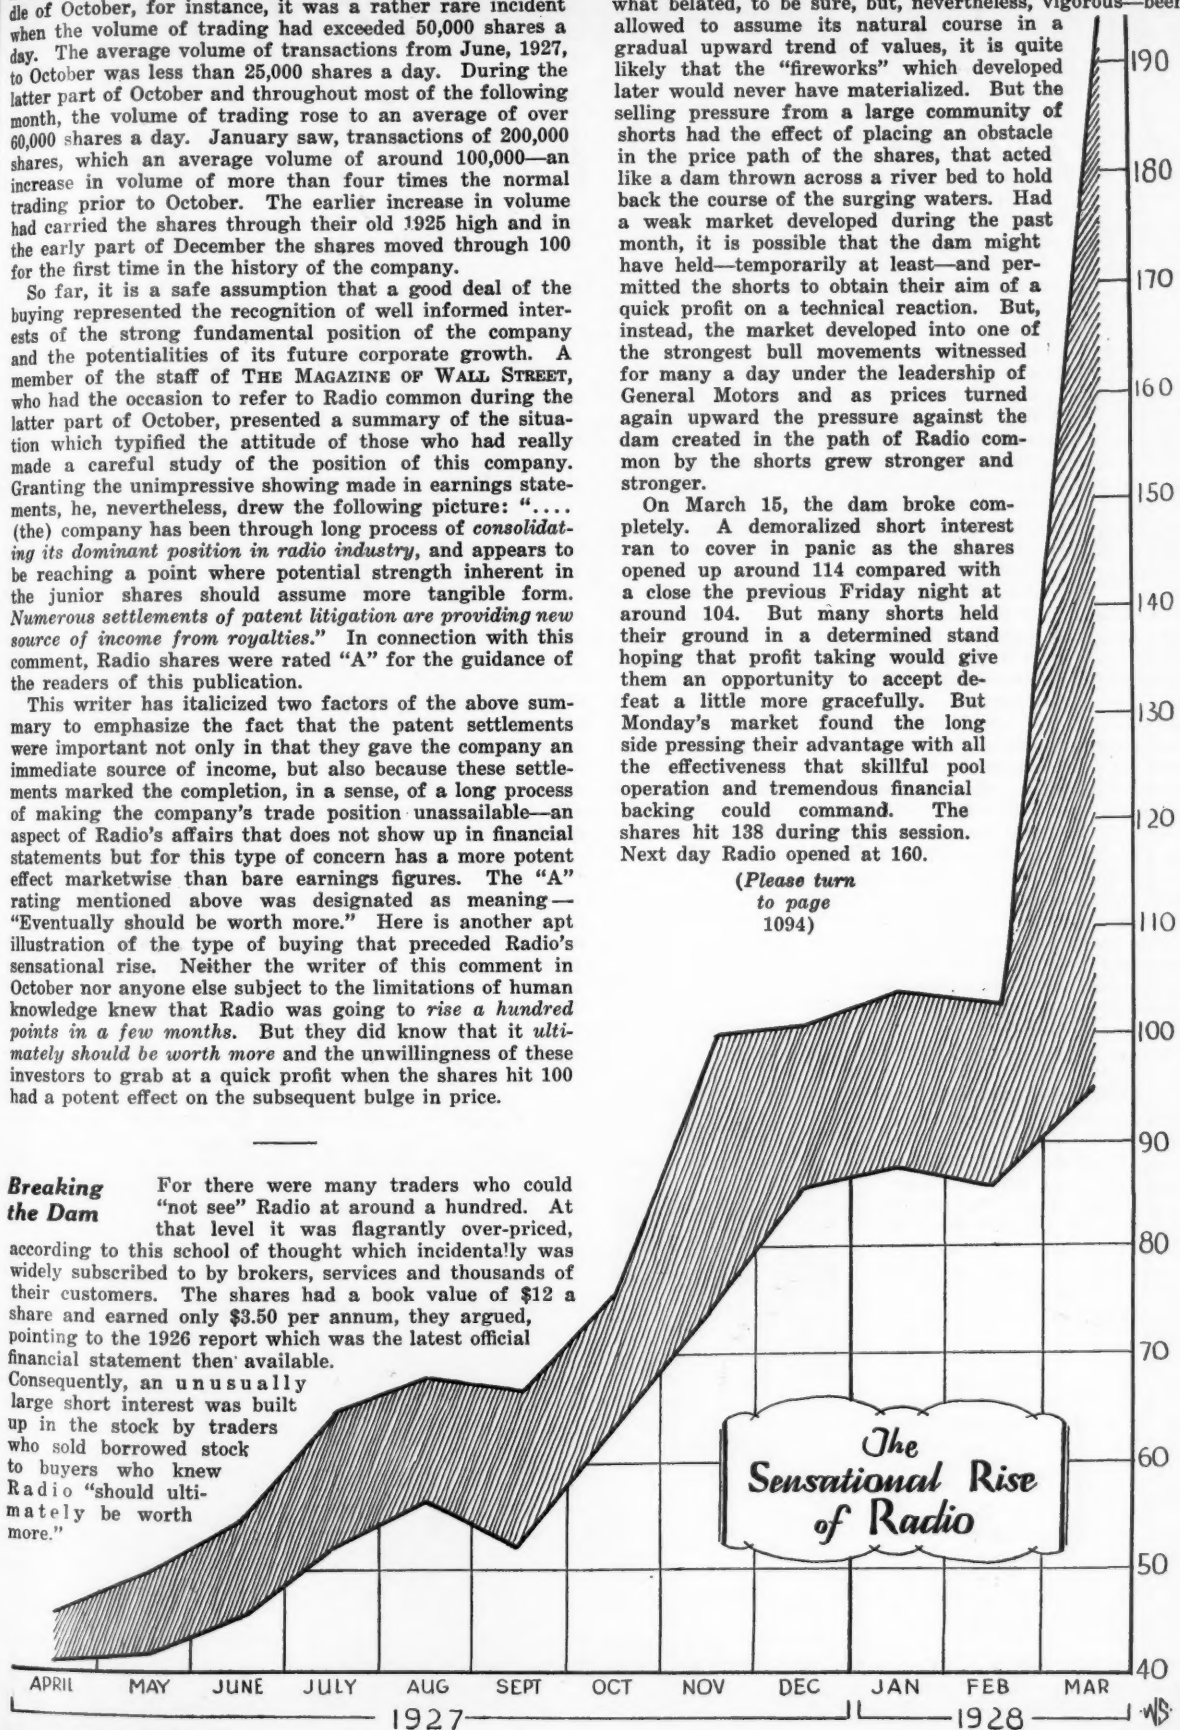 dle of October, for instance, it was a rather rare incident
when the volume of trading had exceeded 50,000 shares a
day. The average volume of transactions from June, 1927,
to October was less than 25,000 shares a day. During the
latter part of October and throughout most of the following
month, the volume of trading rose to an average of over
60,000 shares a day. January saw, transactions of 200,000
shares, which an average volume of around 100,000—an
increase in volume of more than four times the normal
trading prior to October. The earlier increase in volume
had carried the shares through their old 1925 high and in
the early part of December the shares moved through 100
for the first time in the history of the company.
So far, it is a safe assumption that a good deal of the
buying represented the recognition of well informed inter-
ests of the strong fundamental position of the company
and the potentialities of its future corporate growth. A
member of the staff of THE MAGAZINE OF WALL STREET,
who had the occasion to refer to Radio common during the
latter part of October, presented a summary of the situa-
tion which typified the attitude of those who had really
made a careful study of the position of this company.
Granting the unimpressive showing made in earnings state-
ments, he, nevertheless, drew the following picture: “....
(the) company has been through long process of consolidat-
ing its dominant position in radio industry, and appears to
be reaching a point where potential strength inherent in
the junior shares should assume more tangible form.
Numerous settlements of patent litigation are providing new
source of income from royalties.” In connection with this
comment, Radio shares were rated “A” for the guidance of
the readers of this publication.
This writer has italicized two factors of the above sum-
mary to emphasize the fact that the patent settlements
were important not only in that they gave the company an
immediate source of income, but also because these settle-
ments marked the completion, in a sense, of a long process
of making the company's trade position unassailable—an
aspect of Radio's affairs that does not show up in financial
statements but for this type of concern has a more potent
effect marketwise than bare earnings figures. The “A”
rating mentioned above was designated as meaning—
“Eventually should be worth more.” Here is another apt
illustration of the type of buying that preceded Radio's
sensational rise. Neither the writer of this comment in
October nor anyone else subject to the limitations of human
knowledge knew that Radio was going to rise a hundred
points in a few months. But they did know that it ulti-
mately should be worth more and the unwillingness of these
investors to grab at a quick profit when the shares hit 100
had a potent effect on the subsequent bulge in price.
Breaking
the Dam
For there were many traders who could
“not see” Radio at around a hundred. At
that level it was flagrantly over-priced,
according to this school of thought which incidentally was
widely subscribed to by brokers, services and thousands of
their customers. The shares had a book value of $12 a
share and earned only $3.50 per annum, they argued,
pointing to the 1926 report which was the latest official
financial statement then available.
Consequently, an unusually
large short interest was built
up in the stock by traders
who sold borrowed stock
to buyers who knew
Radio “should ulti-
mately be worth
more.”
what belated, to be sure, but, nevertheless, vigorous—been
allowed to assume its natural course in a
gradual upward trend of values, it is quite
likely that the “fireworks” which developed
later would never have materialized. But the
selling pressure from a large community of
shorts had the effect of placing an obstacle
in the price path of the shares, that acted
like a dam thrown across a river bed to hold
back the course of the surging waters. Had
a weak market developed during the past
month, it is possible that the dam might
have held—temporarily at least—and per-
mitted the shorts to obtain their aim of a
quick profit on a technical reaction. But,
instead, the market developed into one of
the strongest bull movements witnessed
for many a day under the leadership of
General Motors and as prices turned
again upward the pressure against the
dam created in the path of Radio com-
mon by the shorts grew stronger and
stronger.
On March 15, the dam broke com-
pletely. A demoralized short interest
ran to cover in panic as the shares
opened up around 114 compared with
a close the previous Friday night at
around 104. But many shorts held
their ground in a determined stand
hoping that profit taking would give
them an opportunity to accept de-
feat a little more gracefully. But
Monday's market found the long
side pressing their advantage with all
the effectiveness that skillful pool
operation and tremendous financial
backing could command. The
shares hit 138 during this session.
Next day Radio opened at 160.
(Please turn
to page
1094)
190
180
170
160
150
140
130
120
110
100
90
80
70
60
50
40
The
Sensational Rise
of Radio
APRIL MAY JUNE JULY AUG SEPT OCT NOV DEC JAN FEB MAR
1927 1928 WS